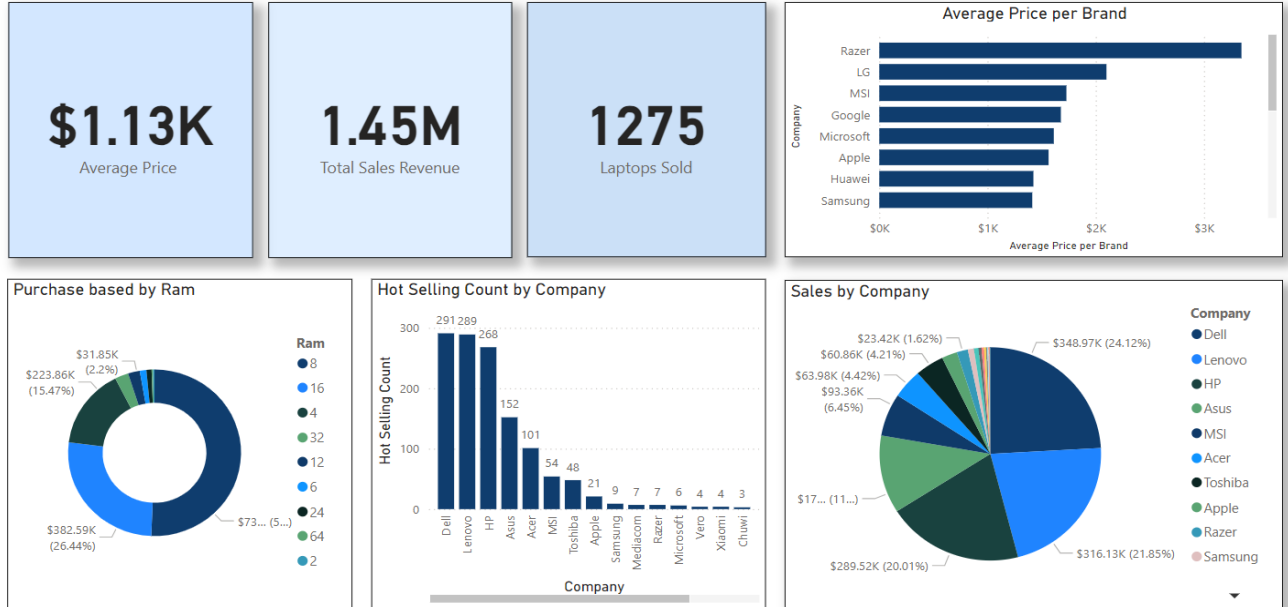 $1.13K
Average Price
1.45M
Total Sales Revenue
1275
Laptops Sold
Average Price per Brand
Company
Razer
LG
MSI
Google
Microsoft
Apple
Huawei
Samsung
$0K $1K $2K $3K
Average Price per Brand
Purchase based by Ram
$31.85K
(2.2%)
$223.86K
(15.47%)
$382.59K
(26.44%)
$73... (5...)
Ram
8
16
4
32
12
6
24
64
2
Hot Selling Count by Company
Hot Selling Count
300
200
100
0
291 289 268 152 101 54 48 21 9 7 7 6 4 4 3
Dell Lenovo HP Asus Acer MSI Toshiba Apple Samsung Mediacom Razer Microsoft Vero Xiaomi Chuwi
Company
Sales by Company
$23.42K (1.62%)
$60.86K (4.21%)
$63.98K (4.42%)
$93.36K
(6.45%)
$17... (11...)
$289.52K (20.01%)
$348.97K (24.12%)
$316.13K (21.85%)
Company
Dell
Lenovo
HP
Asus
MSI
Acer
Toshiba
Apple
Razer
Samsung